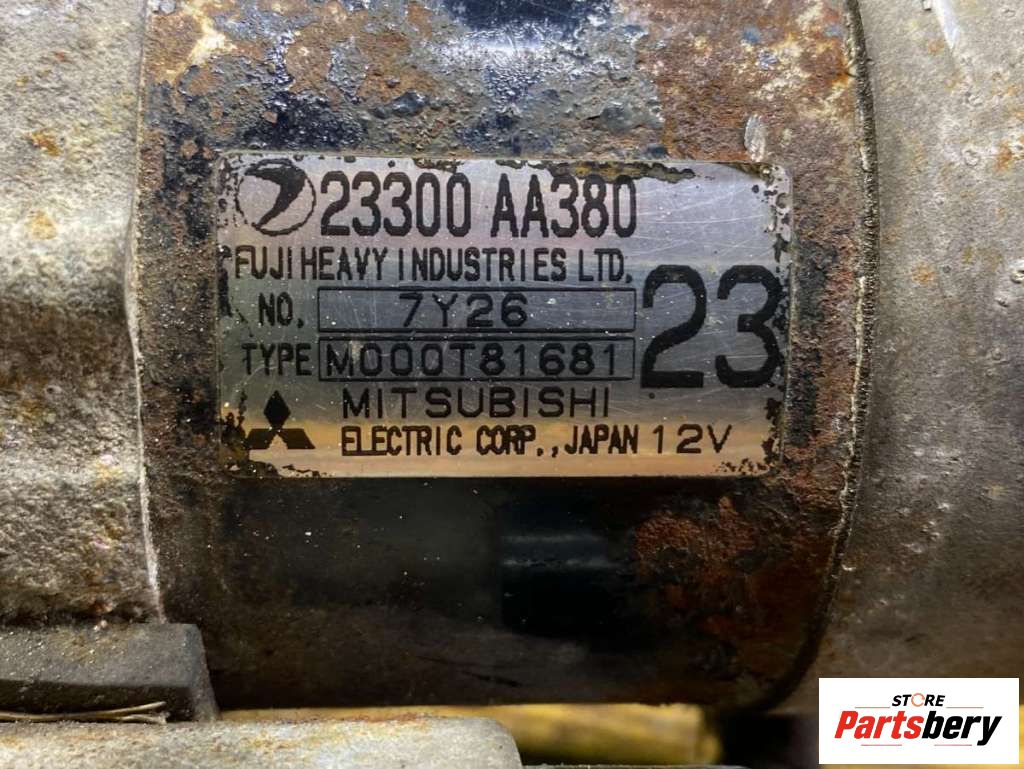 23300 AA380
FUJI HEAVY INDUSTRIES LTD.
NO. 7Y26
23
TYPE M000T81681
MITSUBISHI
ELECTRIC CORP., JAPAN 12V
STORE
Partsbery